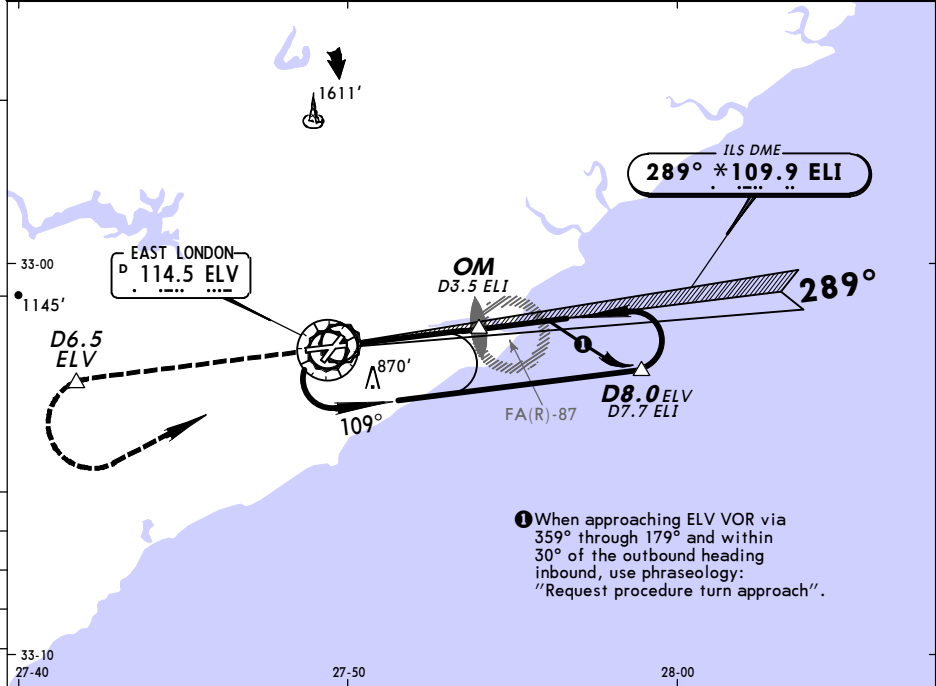 1611'
ILS DME
289° *109.9 ELI
EAST LONDON
D 114.5 ELV
33-00
1145'
OM
D3.5 ELI
289°
D6.5
ELV
870'
D8.0 ELV
D7.7 ELI
109°
FA(R)-87
1
1 When approaching ELV VOR via
359° through 179° and within
30° of the outbound heading
inbound, use phraseology:
"Request procedure turn approach".
33-10
27-40
27-50
28-00